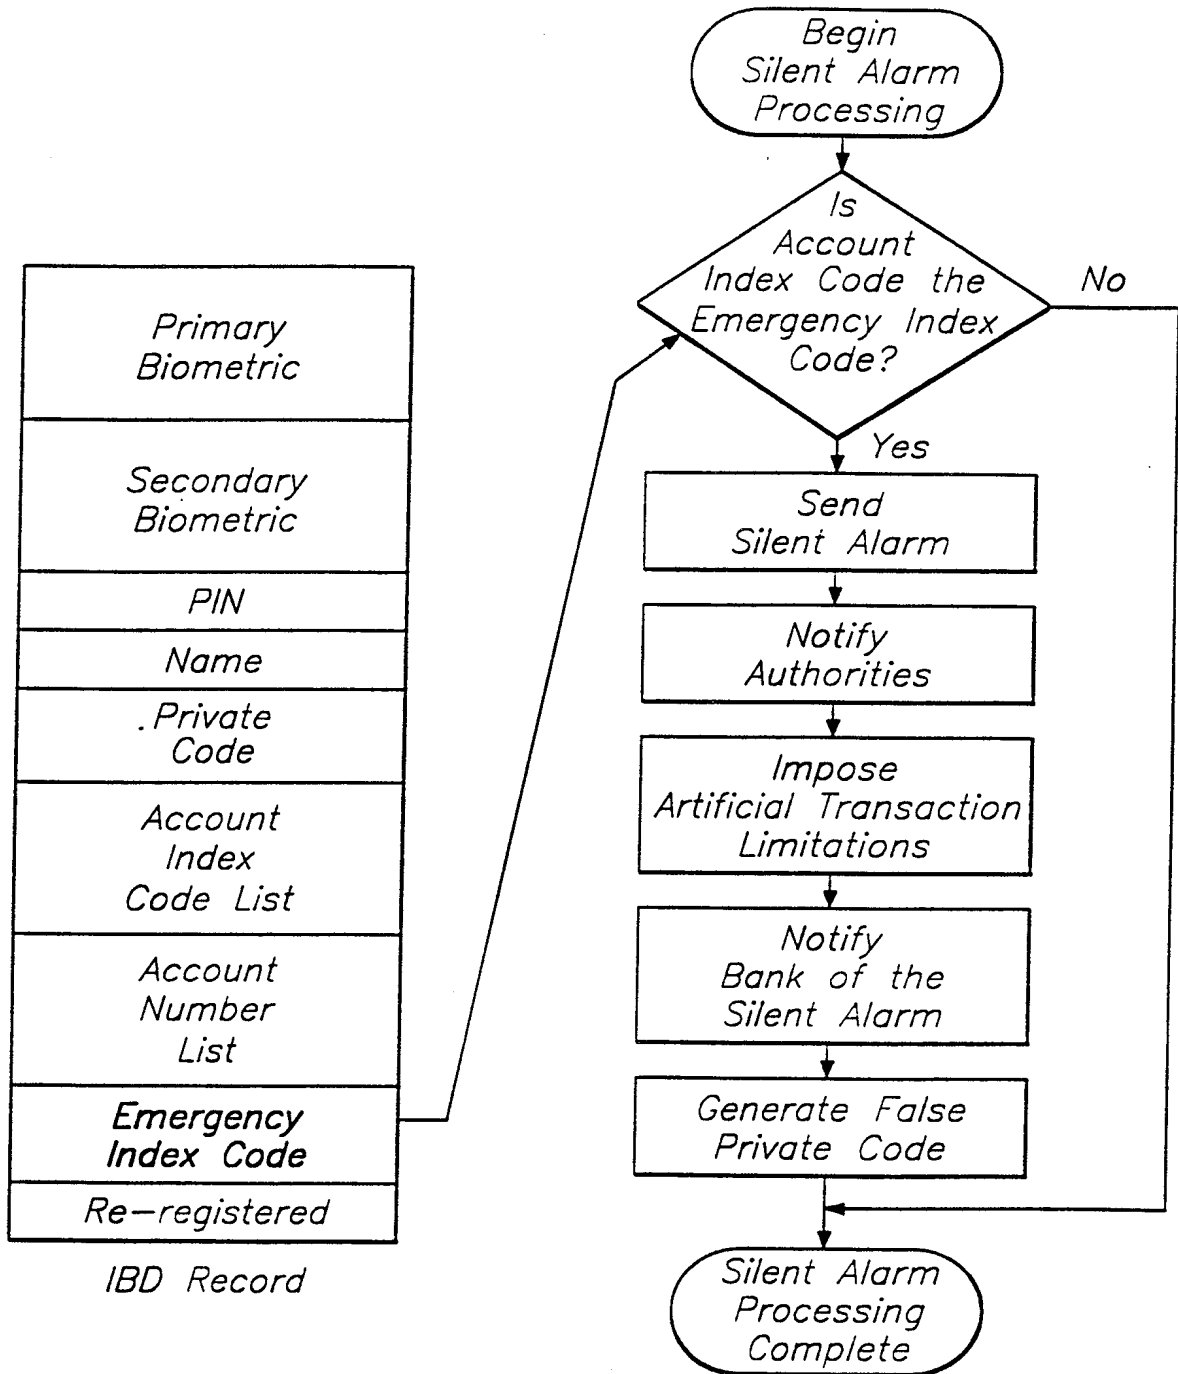 Primary
Biometric
Secondary
Biometric
PIN
Name
Private
Code
Account
Index
Code List
Account
Number
List
Emergency
Index Code
Re-registered
IBD Record
Begin
Silent Alarm
Processing
Is
Account
Index Code the
Emergency Index
Code?
No
Yes
Send
Silent Alarm
Notify
Authorities
Impose
Artificial Transaction
Limitations
Notify
Bank of the
Silent Alarm
Generate False
Private Code
Silent Alarm
Processing
Complete